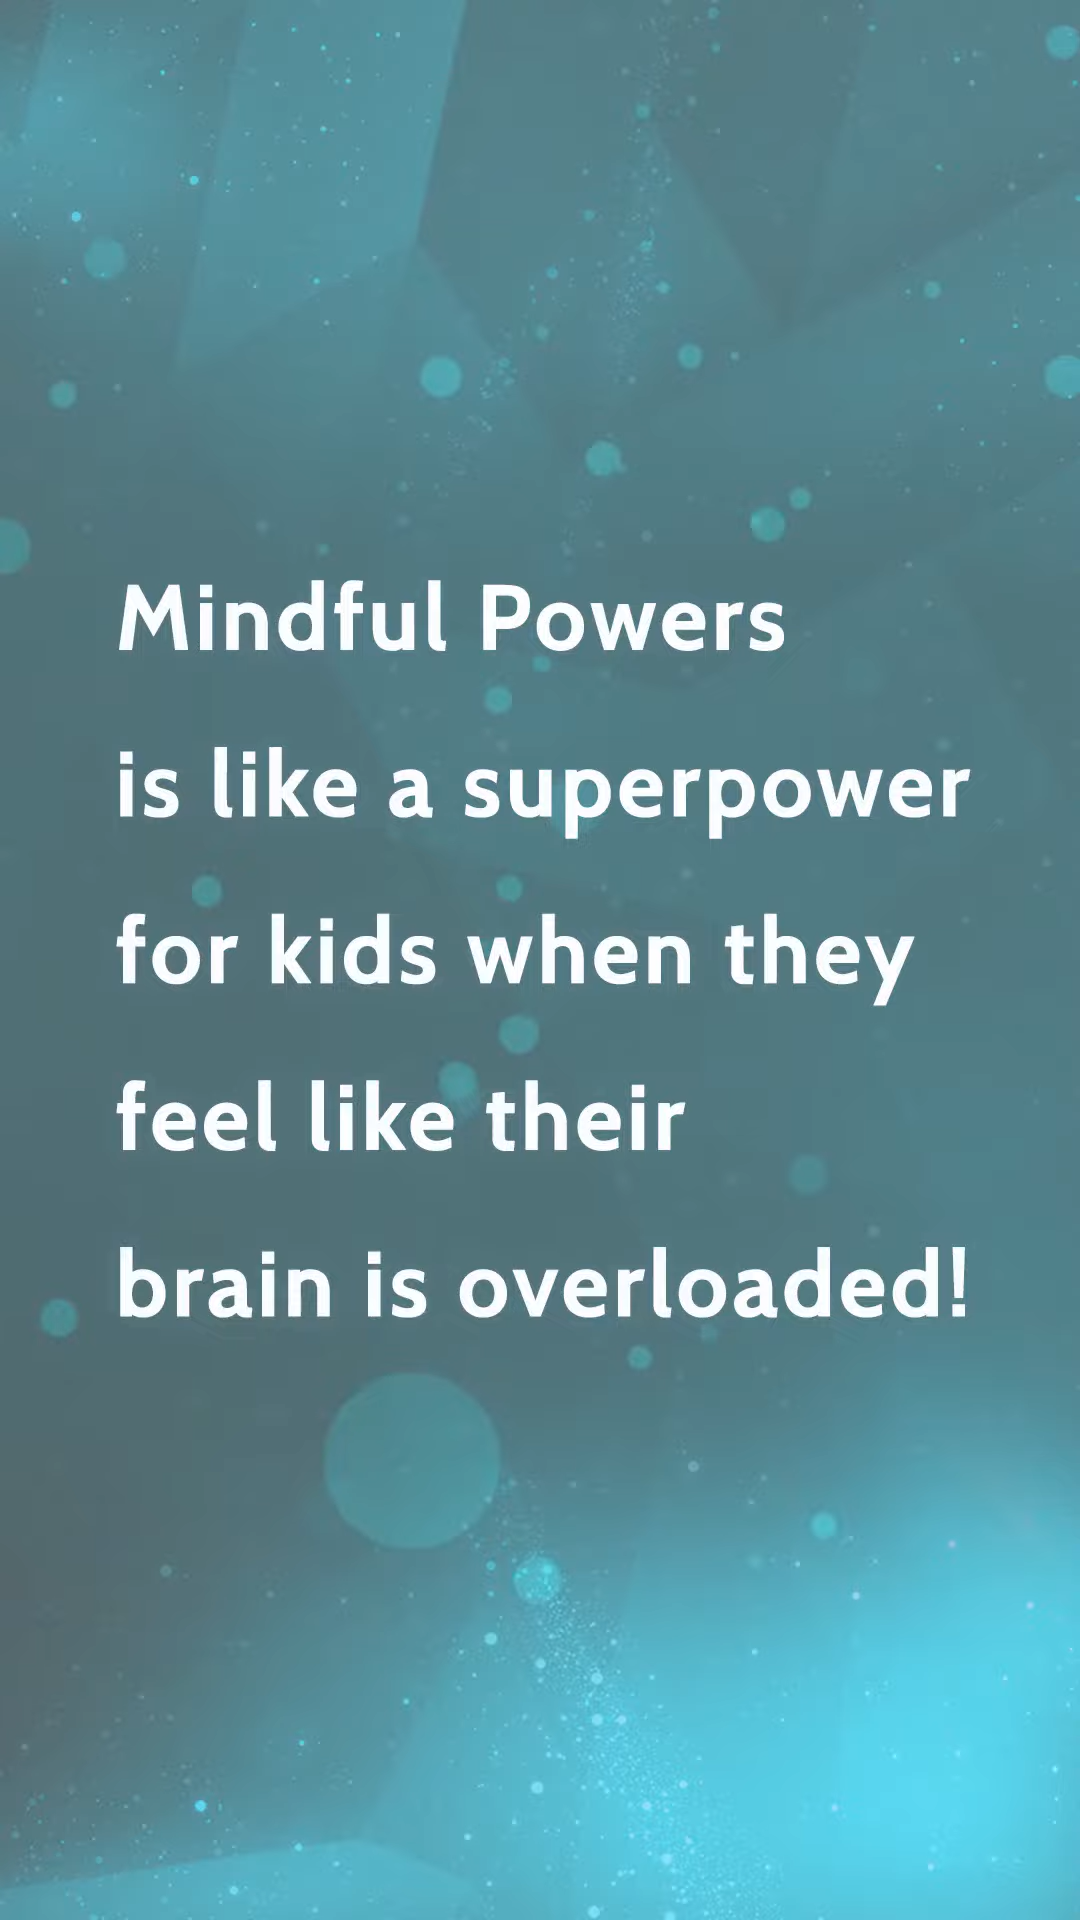 Mindful Powers
is like a superpower
for kids when they
feel like their
brain is overloaded!